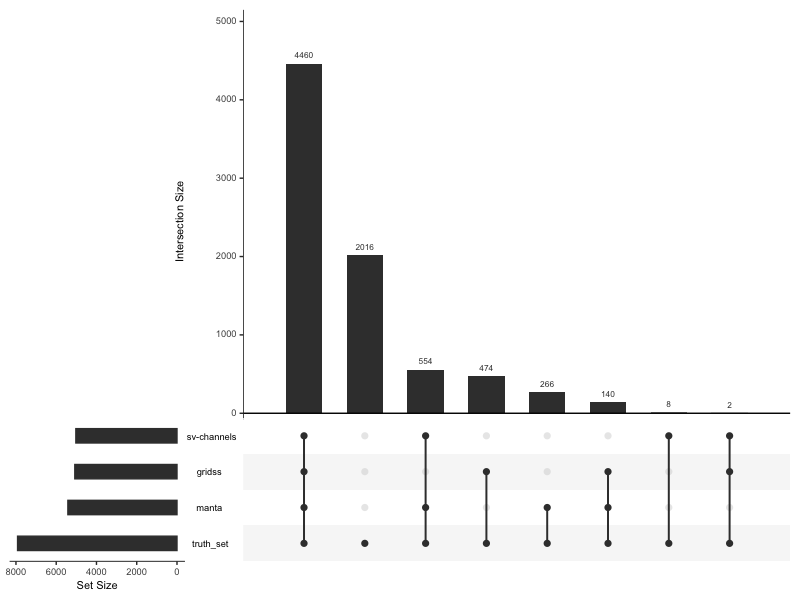 5000
4460
4000
Intersection Size
3000
2016
2000
1000
554
474
266
140
8
2
0
sv-channels
gridss
manta
truth_set
8000 6000 4000 2000 0
Set Size